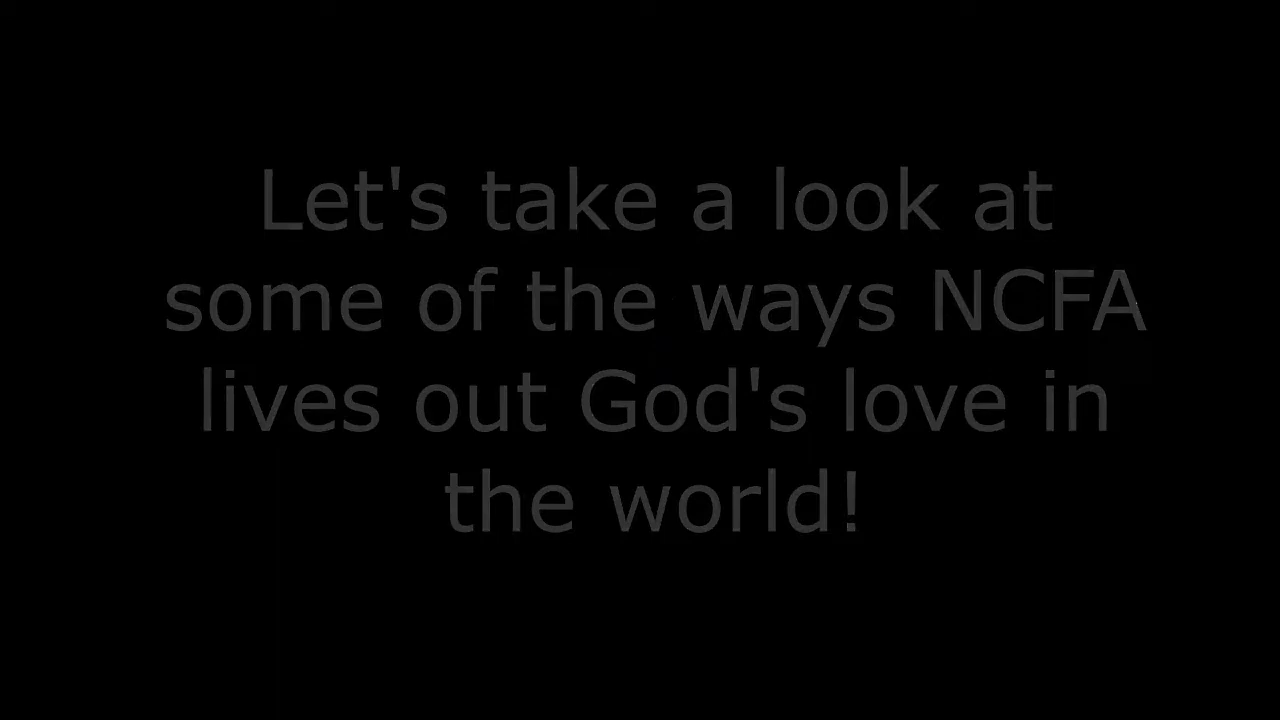 Let's take a look at
some of the ways NCFA
lives out God's love in
the world!